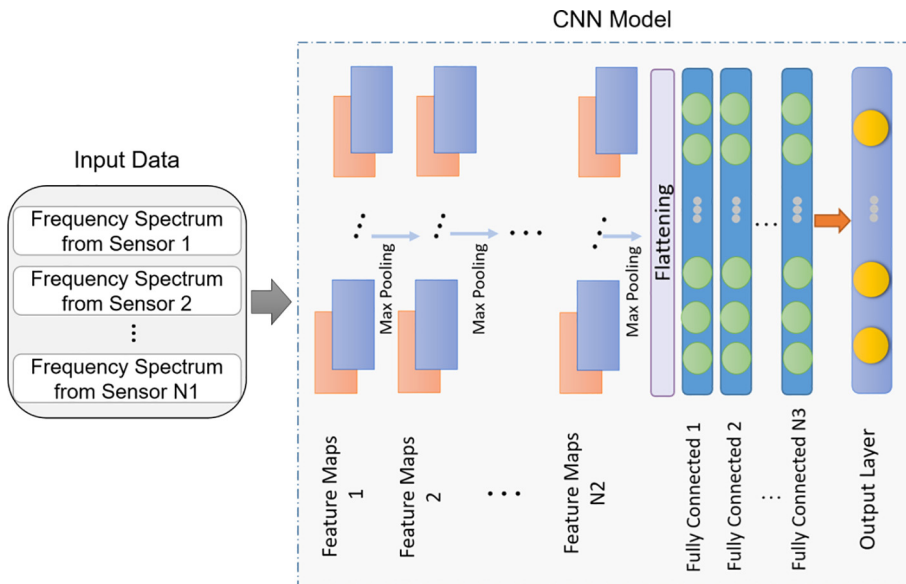 CNN Model
Input Data
Frequency Spectrum
from Sensor 1
Frequency Spectrum
from Sensor 2
Frequency Spectrum
from Sensor N1
Max Pooling
Max Pooling
Max Pooling
Flattening
Feature Maps
1
Feature Maps
2
Feature Maps
N2
Fully Connected 1
Fully Connected 2
Fully Connected N3
Output Layer